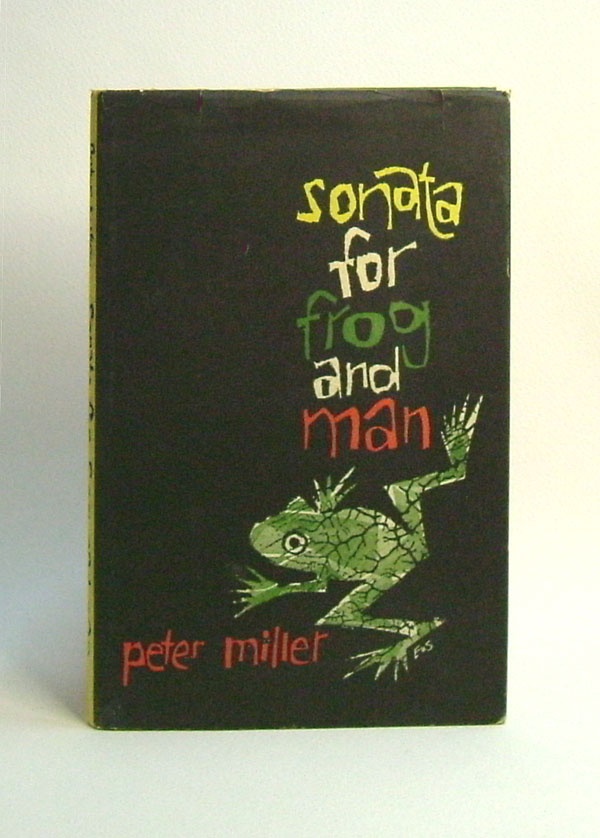 sonata
for
frog
and
man
peter miller